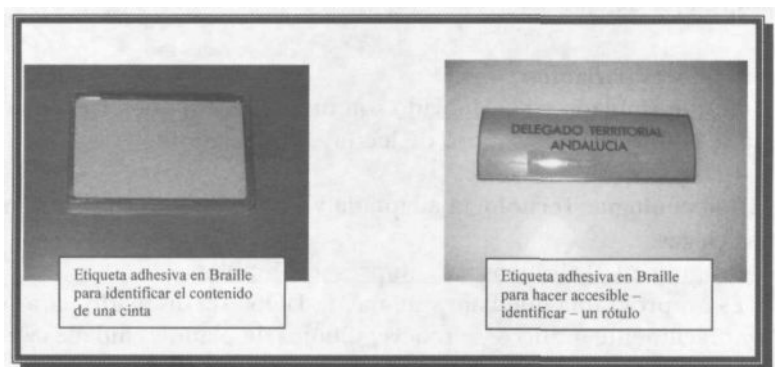 DELEGADO TERRITORIAL
ANDALUCIA
Etiqueta adhesiva en Braille
para identificar el contenido
de una cinta
Etiqueta adhesiva en Braille
para hacer accesible –
identificar – un rótulo